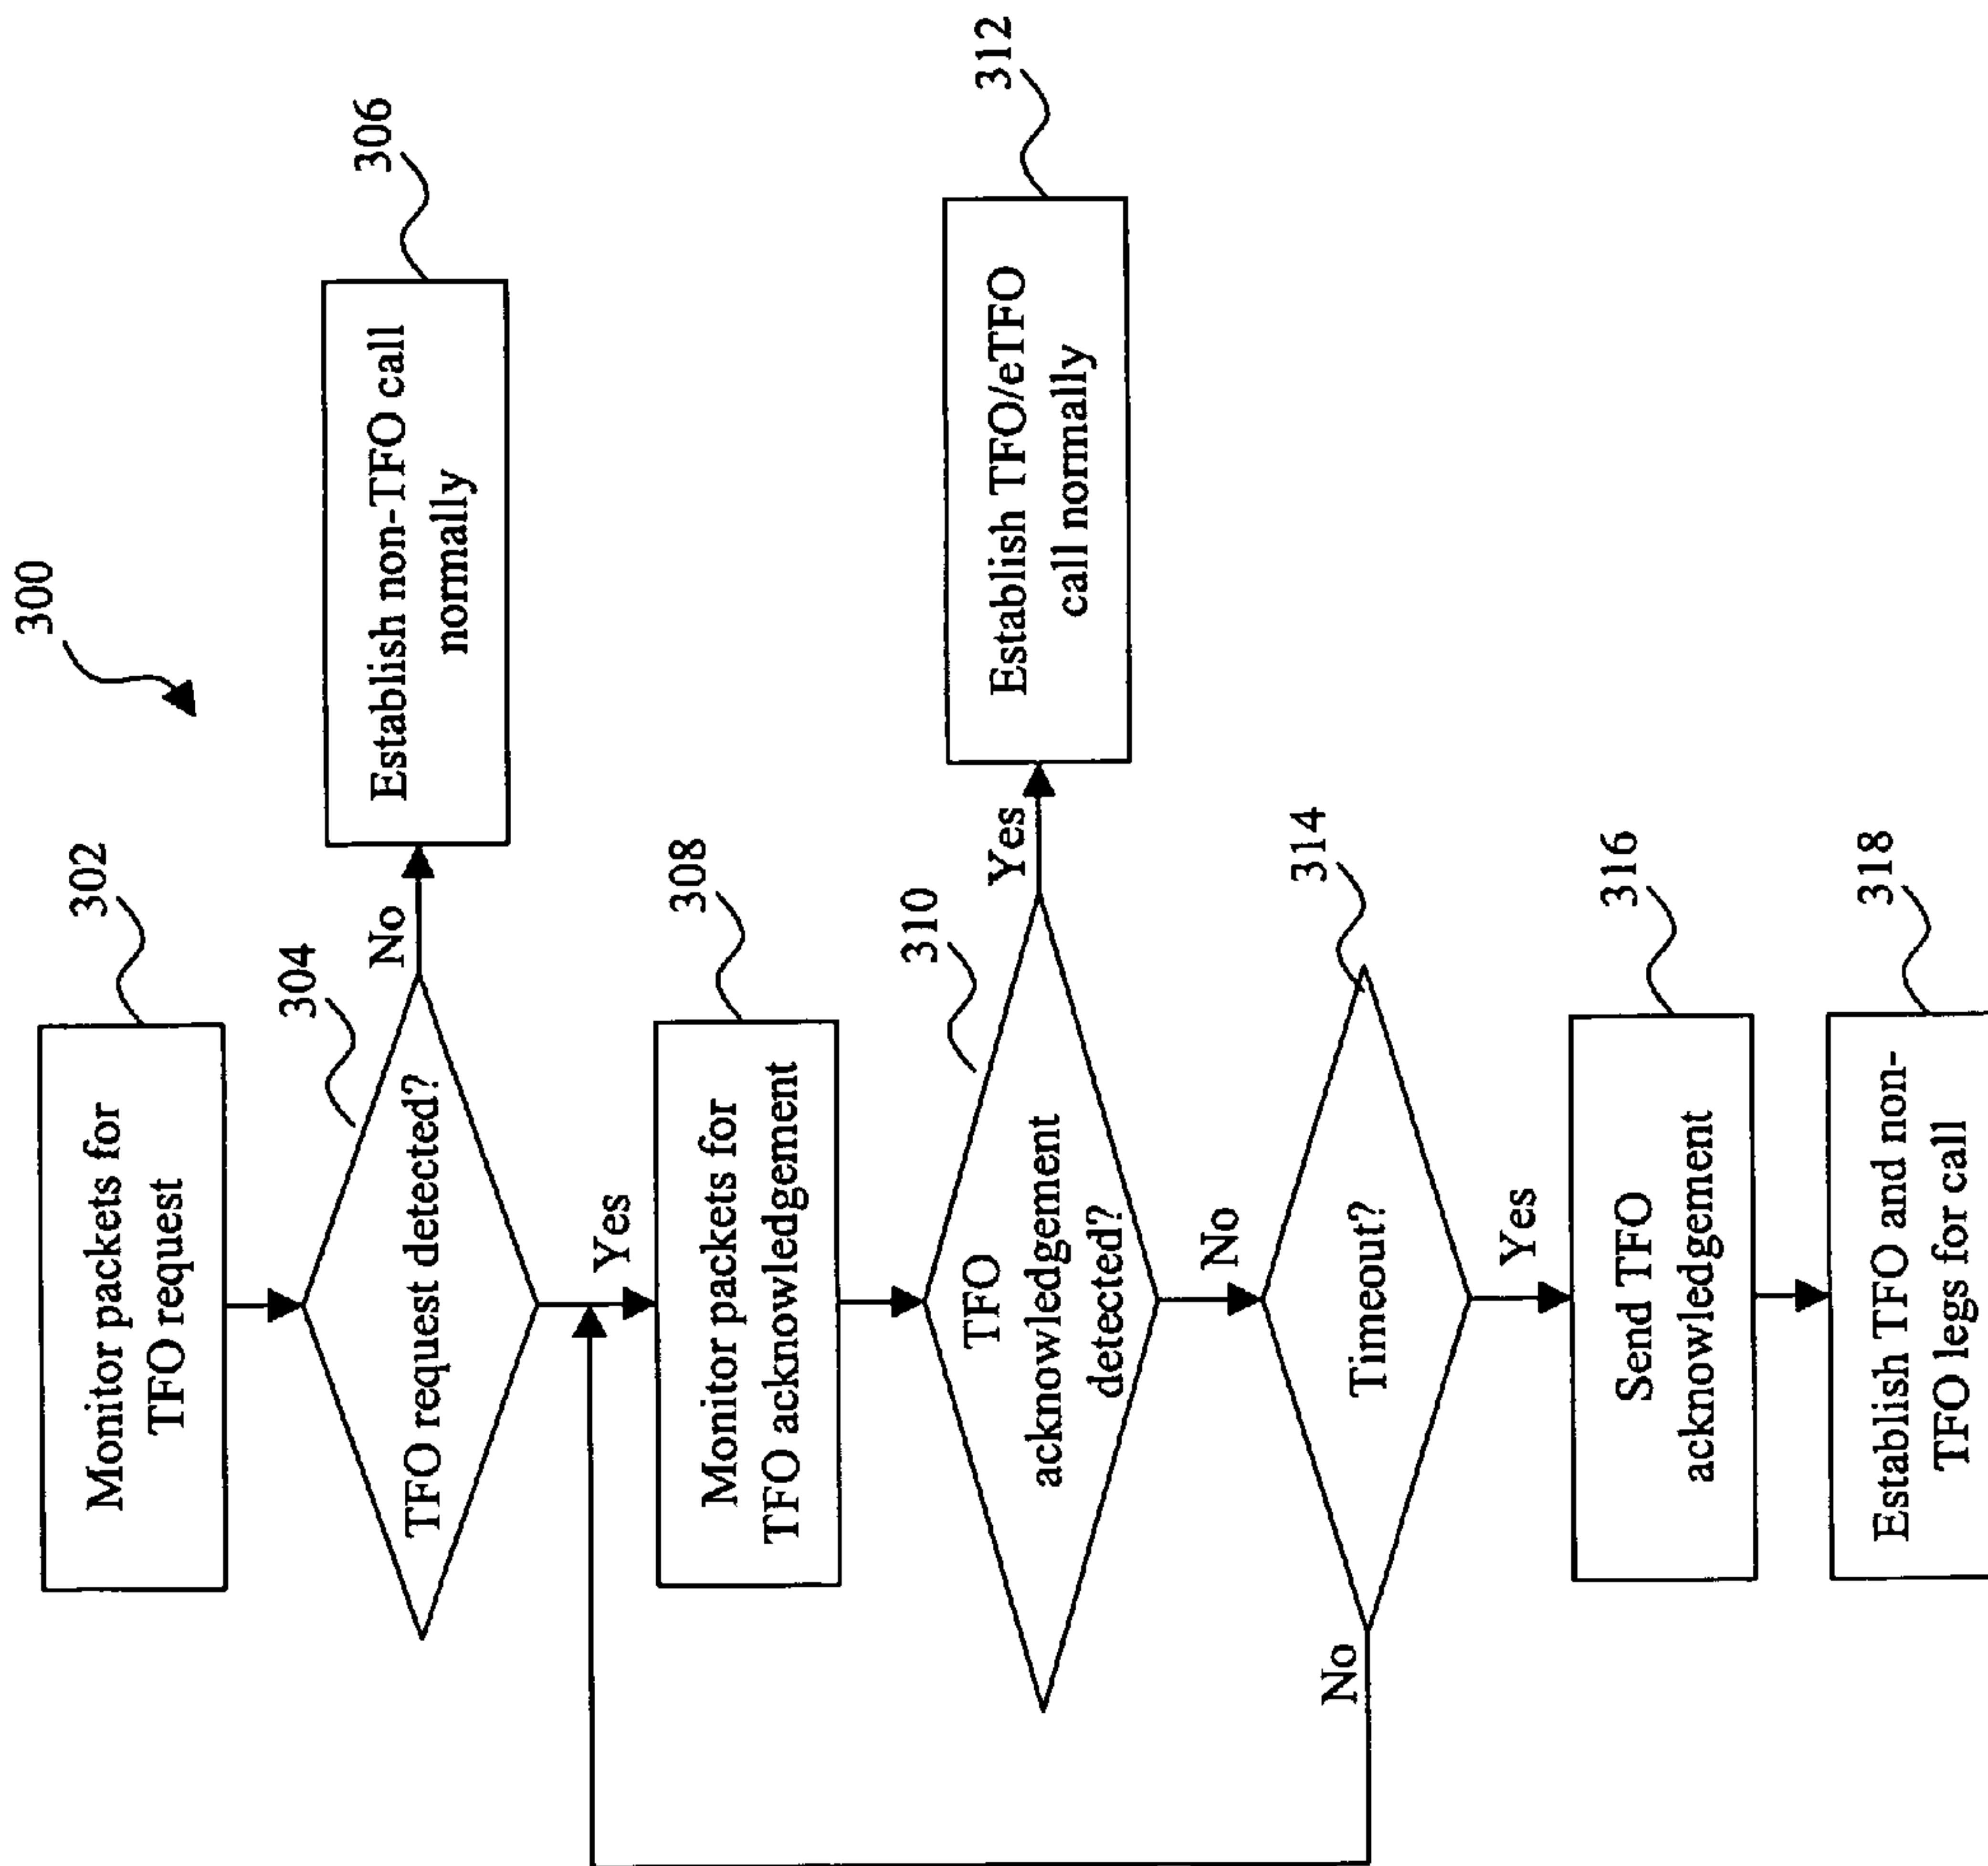 300
302
Monitor packets for
TFO request
304
TFO request detected?
No
306
Establish non-TFO call
normally
Yes
308
Monitor packets for
TFO acknowledgement
310
TFO
acknowledgement
detected?
Yes
312
Establish TFO/eTFO
call normally
No
314
Timeout?
No
Yes
316
Send TFO
acknowledgement
318
Establish TFO and non-
TFO legs for call